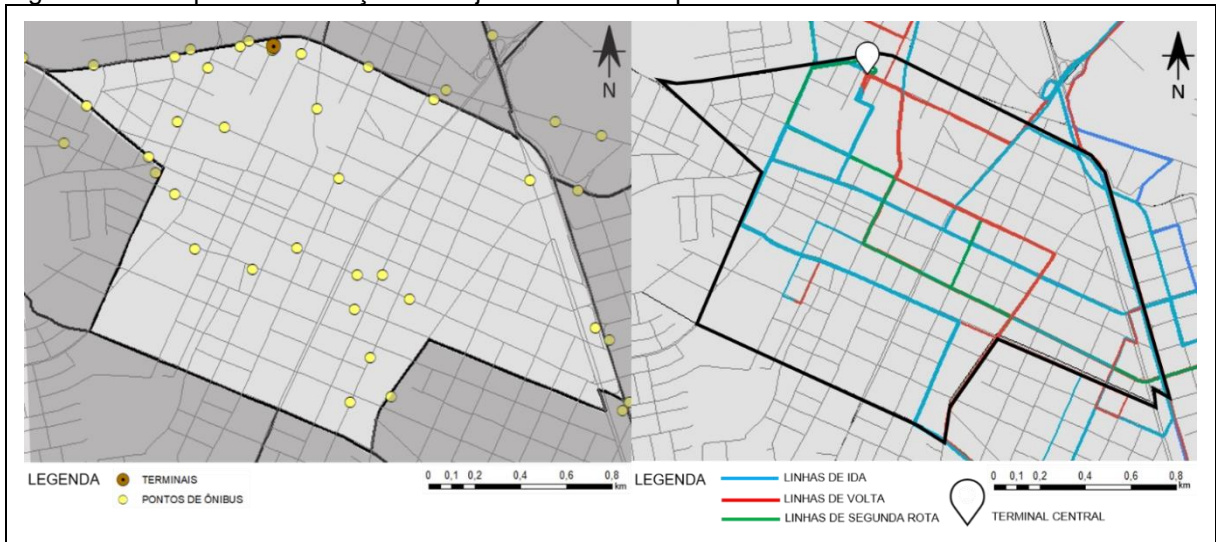 N
N
LEGENDA
TERMINAIS
PONTOS DE ÔNIBUS
0 0,1 0,2 0,4 0,6 0,8
km
LEGENDA
LINHAS DE IDA
LINHAS DE VOLTA
LINHAS DE SEGUNDA ROTA
TERMINAL CENTRAL
0 0,1 0,2 0,4 0,6 0,8
km